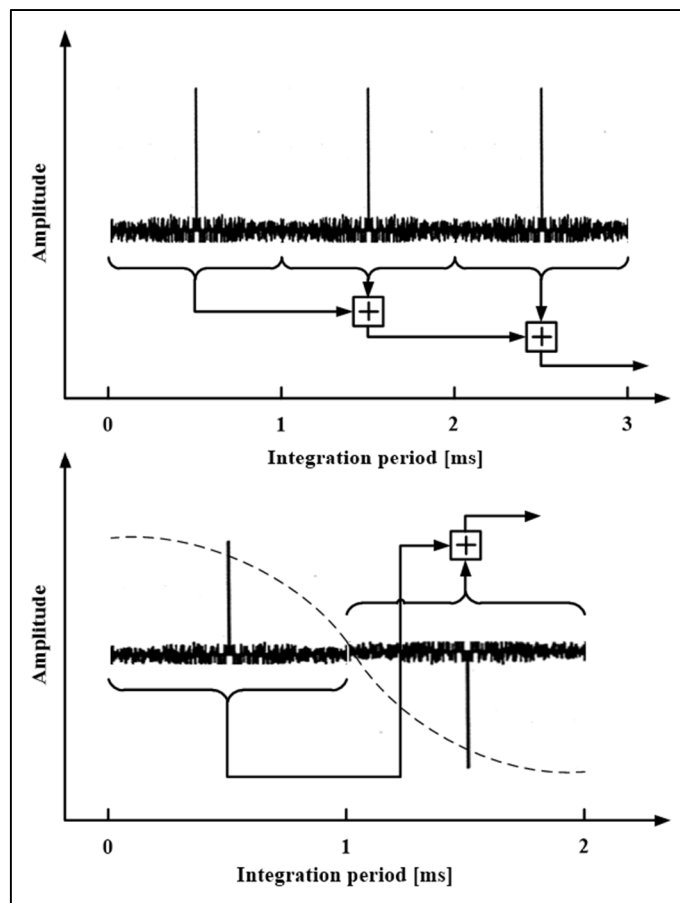 Amplitude
+
+
0 1 2 3
Integration period [ms]
+
Amplitude
0 1 2
Integration period [ms]